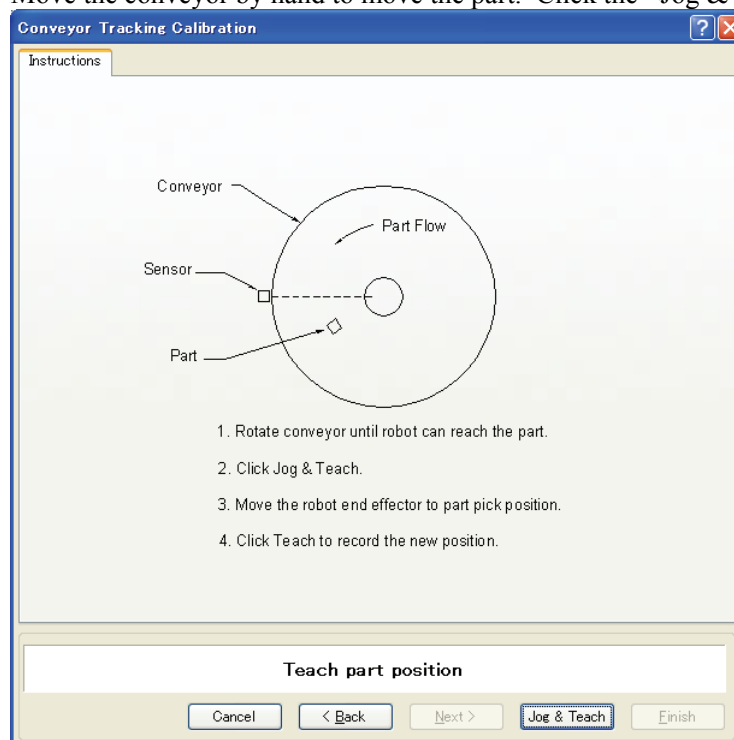 Move the conveyor by hand to move the part. Click the "Jog &
Conveyor Tracking Calibration
Instructions
Conveyor
Part Flow
Sensor
Part
1. Rotate conveyor until robot can reach the part.
2. Click Jog & Teach.
3. Move the robot end effector to part pick position.
4. Click Teach to record the new position.
Teach part position
Cancel
< Back
Next >
Jog & Teach
Finish